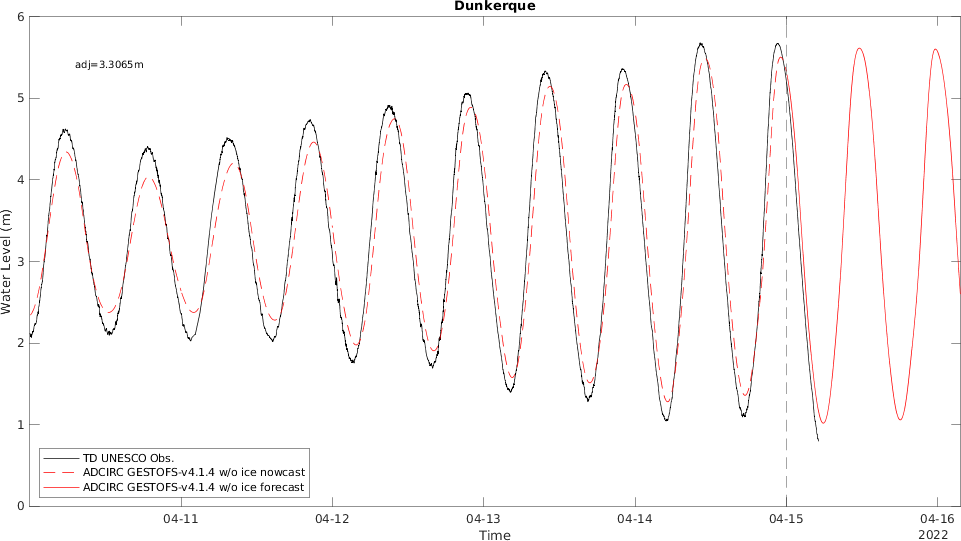 Dunkerque
adj=3.3065m
Water Level (m)
6
5
4
3
2
1
0
TD UNESCO Obs.
ADCIRC GESTOFS-v4.1.4 w/o ice nowcast
ADCIRC GESTOFS-v4.1.4 w/o ice forecast
04-11 04-12 04-13 04-14 04-15 04-16
Time
2022